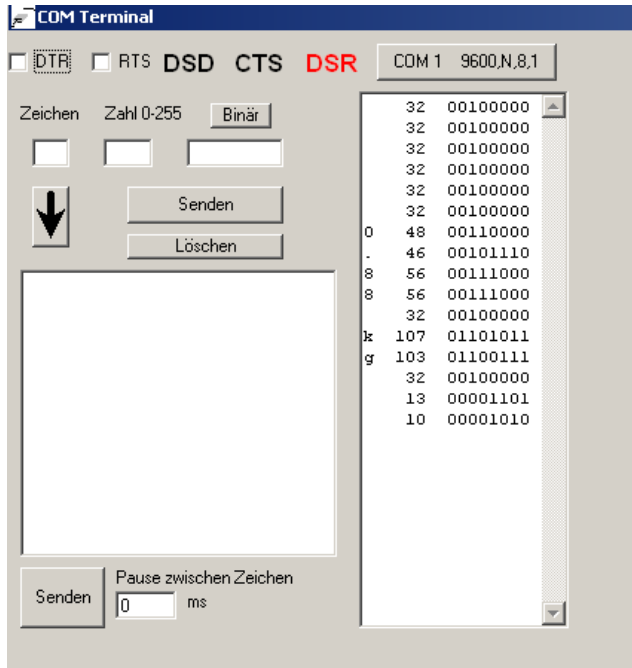 COM Terminal
DTR RTS DSD CTS DSR COM 1 9600,N,8,1
Zeichen Zahl 0-255 Binär
Senden
Löschen
32 00100000
32 00100000
32 00100000
32 00100000
32 00100000
32 00100000
0 48 00110000
. 46 00101110
8 56 00111000
8 56 00111000
32 00100000
k 107 01101011
g 103 01100111
32 00100000
13 00001101
10 00001010
Pause zwischen Zeichen
Senden 0 ms